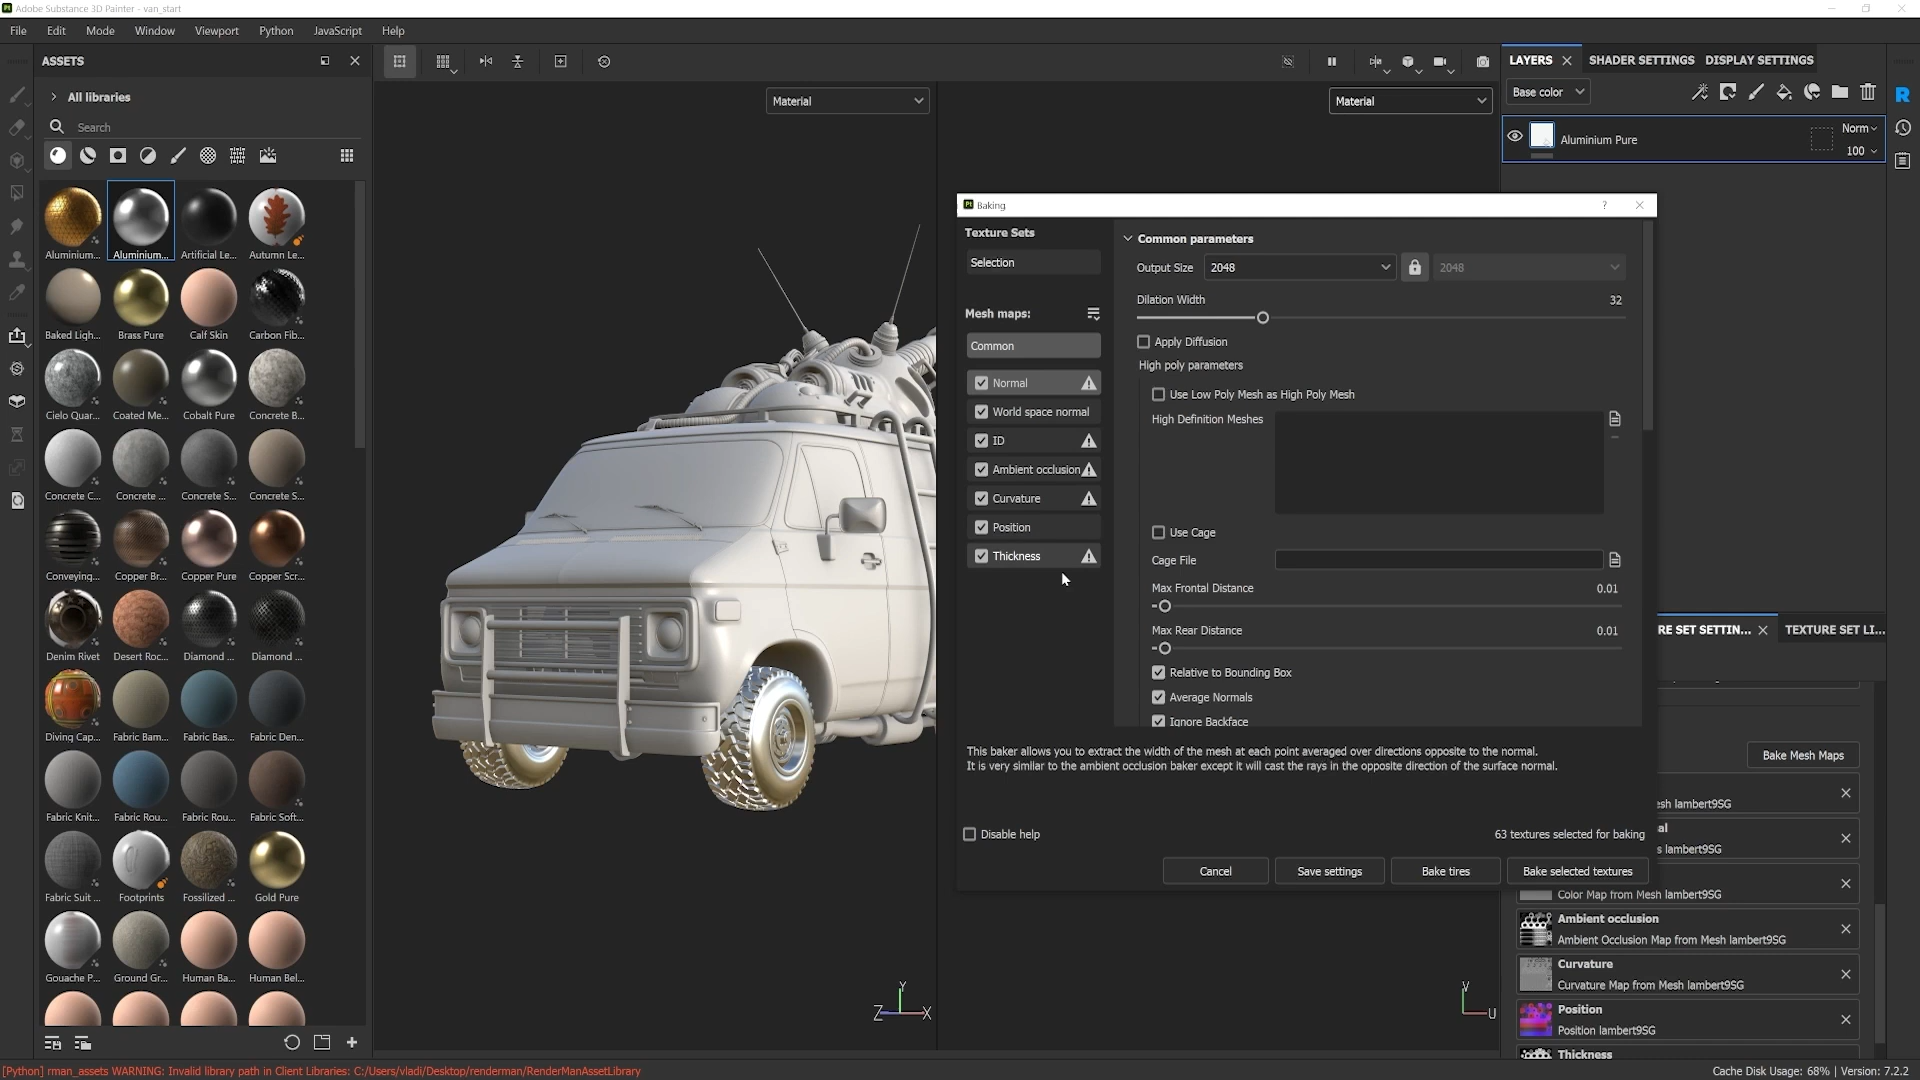 Adobe Substance 3D Painter - van_start
File Edit Mode Window Viewport Python JavaScript Help
ASSETS
All libraries
Search
Aluminium... Aluminium... Artificial Le... Autumn Le...
Baked Ligh... Brass Pure Calf Skin Carbon Fib...
Cielo Quar... Coated Me... Cobalt Pure Concrete B...
Concrete C... Concrete ... Concrete S... Concrete S...
Conveying... Copper Br... Copper Pure Copper Scr...
Denim Rivet Desert Roc... Diamond ... Diamond ...
Diving Cap... Fabric Bam... Fabric Bas... Fabric Den...
Fabric Knit... Fabric Rou... Fabric Rou... Fabric Soft...
Fabric Suit ... Footprints Fossilized ... Gold Pure
Gouache P... Ground Gr... Human Ba... Human Bel...
Material
Material
Y
Z X
V
U
Pt Baking ?
Texture Sets
Selection
Mesh maps:
Common
Normal
World space normal
ID
Ambient occlusion
Curvature
Position
Thickness
Common parameters
Output Size 2048 2048
Dilation Width 32
Apply Diffusion
High poly parameters
Use Low Poly Mesh as High Poly Mesh
High Definition Meshes
Use Cage
Cage File
Max Frontal Distance 0.01
Max Rear Distance 0.01
Relative to Bounding Box
Average Normals
Ignore Backface
This baker allows you to extract the width of the mesh at each point averaged over directions opposite to the normal.
It is very similar to the ambient occlusion baker except it will cast the rays in the opposite direction of the surface normal.
Disable help
63 textures selected for baking
Cancel Save settings Bake tires Bake selected textures
LAYERS SHADER SETTINGS DISPLAY SETTINGS
Base color
Aluminium Pure
Norm
100
R
RE SET SETTIN... TEXTURE SET LI...
Bake Mesh Maps
esh lambert9SG
al
s lambert9SG
Color Map from Mesh lambert9SG
Ambient occlusion
Ambient Occlusion Map from Mesh lambert9SG
Curvature
Curvature Map from Mesh lambert9SG
Position
Position lambert9SG
Thickness
[Python] rman_assets WARNING: Invalid library path in Client Libraries: C:/Users/vladi/Desktop/renderman/RenderManAssetLibrary
Cache Disk Usage: 68% | Version: 7.2.2